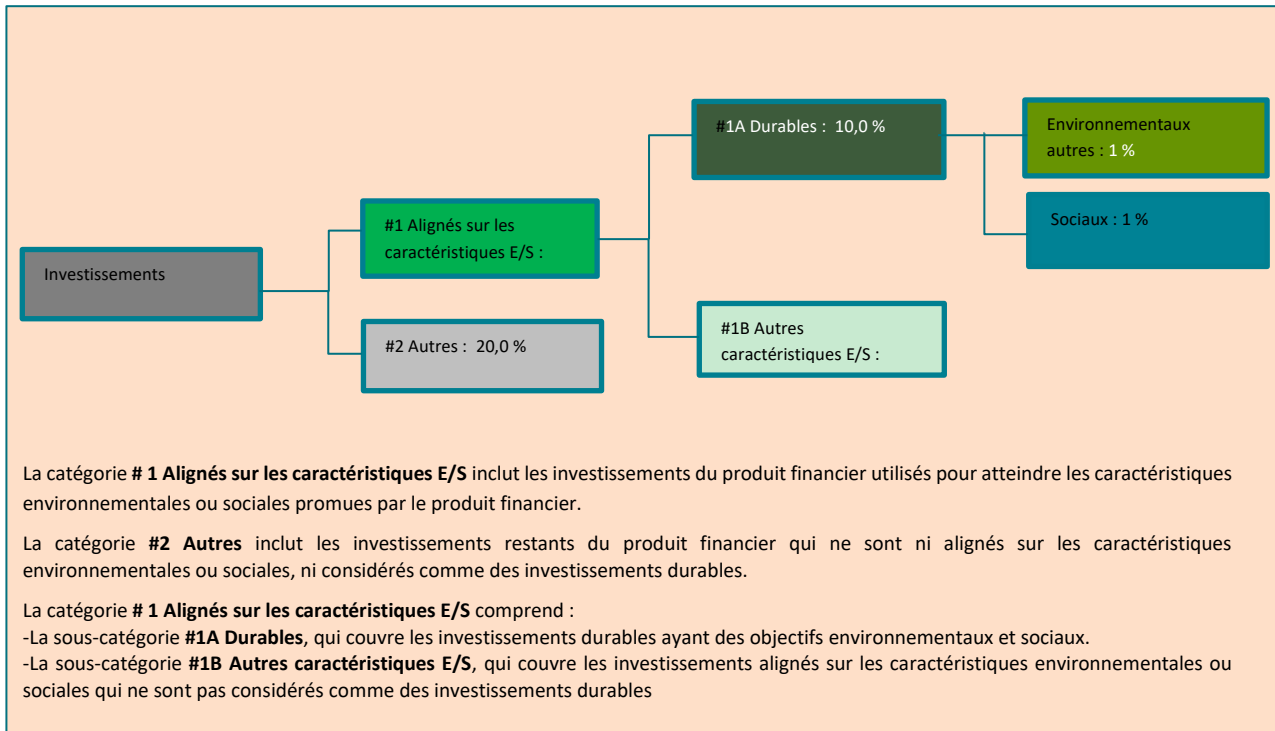 #1A Durables : 10,0 %
Environnementaux
autres : 1 %
#1 Alignés sur les
caractéristiques E/S :
Sociaux : 1 %
Investissements
#2 Autres : 20,0 %
#1B Autres
caractéristiques E/S :
La catégorie # 1 Alignés sur les caractéristiques E/S inclut les investissements du produit financier utilisés pour atteindre les caractéristiques
environnementales ou sociales promues par le produit financier.
La catégorie #2 Autres inclut les investissements restants du produit financier qui ne sont ni alignés sur les caractéristiques
environnementales ou sociales, ni considérés comme des investissements durables.
La catégorie # 1 Alignés sur les caractéristiques E/S comprend :
-La sous-catégorie #1A Durables, qui couvre les investissements durables ayant des objectifs environnementaux et sociaux.
-La sous-catégorie #1B Autres caractéristiques E/S, qui couvre les investissements alignés sur les caractéristiques environnementales ou
sociales qui ne sont pas considérés comme des investissements durables